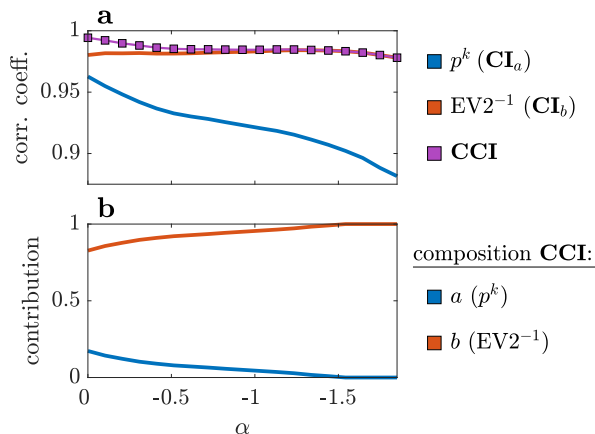 a
1
0.95
0.9
corr. coeff.
p^k (CI_a)
EV2^{-1} (CI_b)
CCI
b
1
0.5
0
contribution
0
-0.5
-1
-1.5
α
composition CCI:
a (p^k)
b (EV2^{-1})